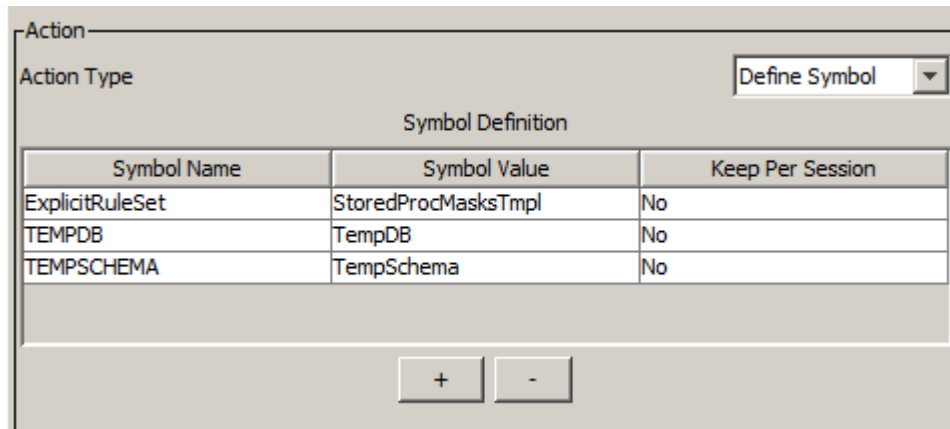 Action
Action Type Define Symbol
Symbol Definition
Symbol Name Symbol Value Keep Per Session
ExplicitRuleSet StoredProcMasksTmpl No
TEMPDB TempDB No
TEMPSCHEMA TempSchema No
+ -